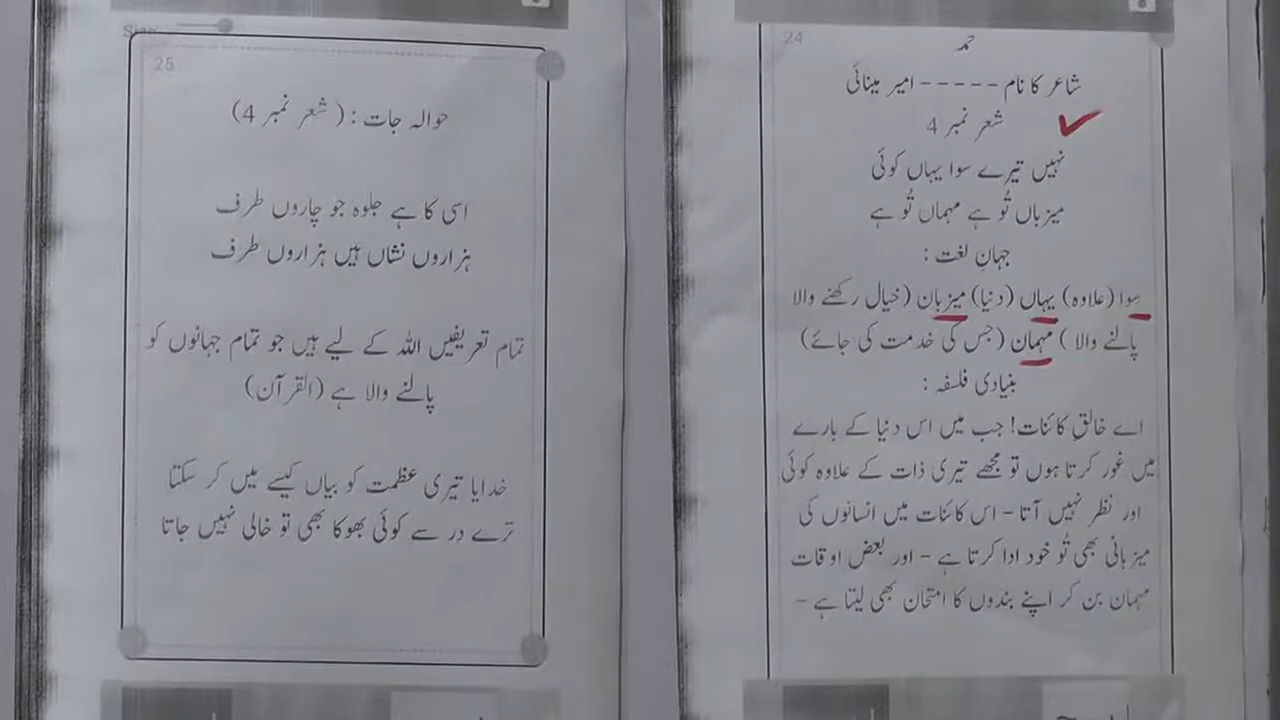 24
حمد
شاعر کا نام ----- امیر مینائی
شعر نمبر 4
نہیں تیرے سوا یہاں کوئی
میزباں تُو ہے مہماں تُو ہے
جہانِ لغت :
سوا (علاوہ) یہاں (دنیا) میزبان (خیال رکھنے والا
پالنے والا ) مہمان (جس کی خدمت کی جائے)
بنیادی فلسفہ :
اے خالقِ کائنات! جب میں اس دنیا کے بارے
میں غور کرتا ہوں تو مجھے تیری ذات کے علاوہ کوئی
اور نظر نہیں آتا - اس کائنات میں انسانوں کی
میزبانی بھی تُو خود ادا کرتا ہے - اور بعض اوقات
مہمان بن کر اپنے بندوں کا امتحان بھی لیتا ہے -
25
حوالہ جات : ( شعر نمبر 4)
اسی کا ہے جلوہ جو چاروں طرف
ہزاروں نشاں ہیں ہزاروں طرف
تمام تعریفیں اللہ کے لیے ہیں جو تمام جہانوں کو
پالنے والا ہے (القرآن)
خدایا تیری عظمت کو بیاں کیسے میں کر سکتا
ترے در سے کوئی بھوکا بھی تو خالی نہیں جاتا